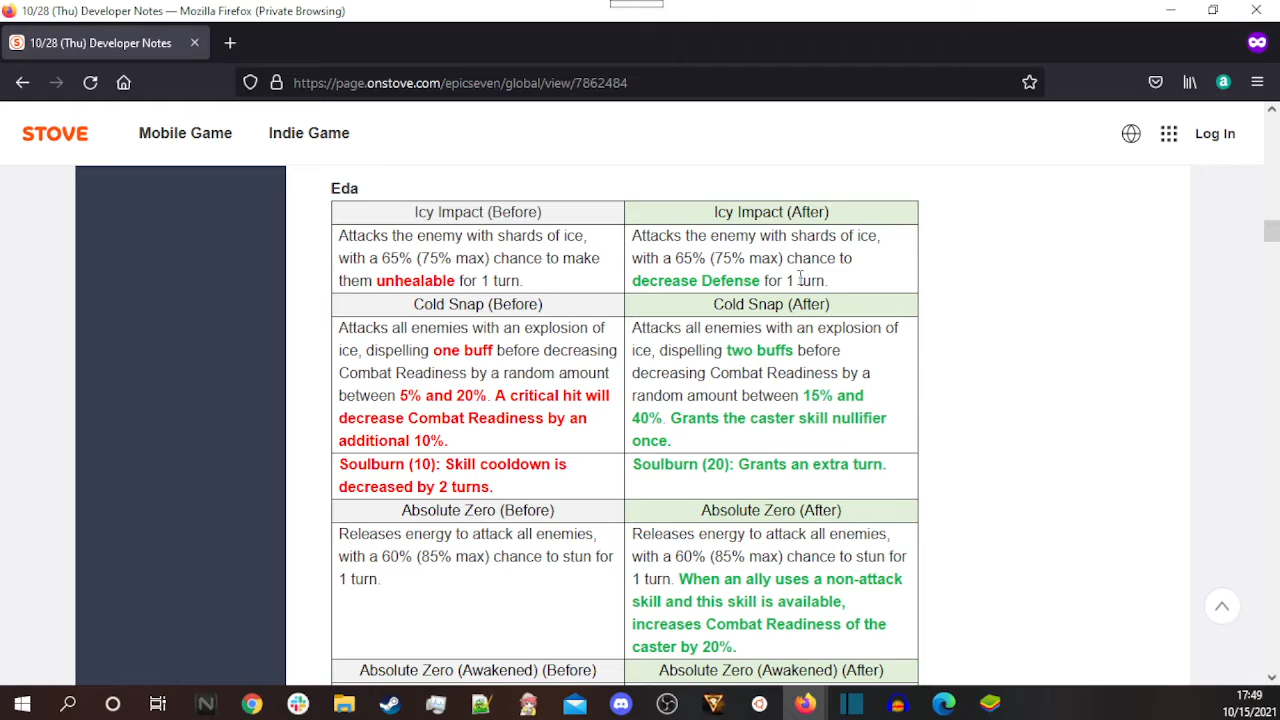 10/28 (Thu) Developer Notes — Mozilla Firefox (Private Browsing)
10/28 (Thu) Developer Notes
https://page.onstove.com/epicseven/global/view/7862484
STOVE
Mobile Game
Indie Game
Log In
Eda
Icy Impact (Before)
Icy Impact (After)
Attacks the enemy with shards of ice,
with a 65% (75% max) chance to make
them unhealable for 1 turn.
Attacks the enemy with shards of ice,
with a 65% (75% max) chance to
decrease Defense for 1 turn.
Cold Snap (Before)
Cold Snap (After)
Attacks all enemies with an explosion of
ice, dispelling one buff before decreasing
Combat Readiness by a random amount
between 5% and 20%. A critical hit will
decrease Combat Readiness by an
additional 10%.
Attacks all enemies with an explosion of
ice, dispelling two buffs before
decreasing Combat Readiness by a
random amount between 15% and
40%. Grants the caster skill nullifier
once.
Soulburn (10): Skill cooldown is
decreased by 2 turns.
Soulburn (20): Grants an extra turn.
Absolute Zero (Before)
Absolute Zero (After)
Releases energy to attack all enemies,
with a 60% (85% max) chance to stun for
1 turn.
Releases energy to attack all enemies,
with a 60% (85% max) chance to stun for
1 turn. When an ally uses a non-attack
skill and this skill is available,
increases Combat Readiness of the
caster by 20%.
Absolute Zero (Awakened) (Before)
Absolute Zero (Awakened) (After)
17:49
10/15/2021